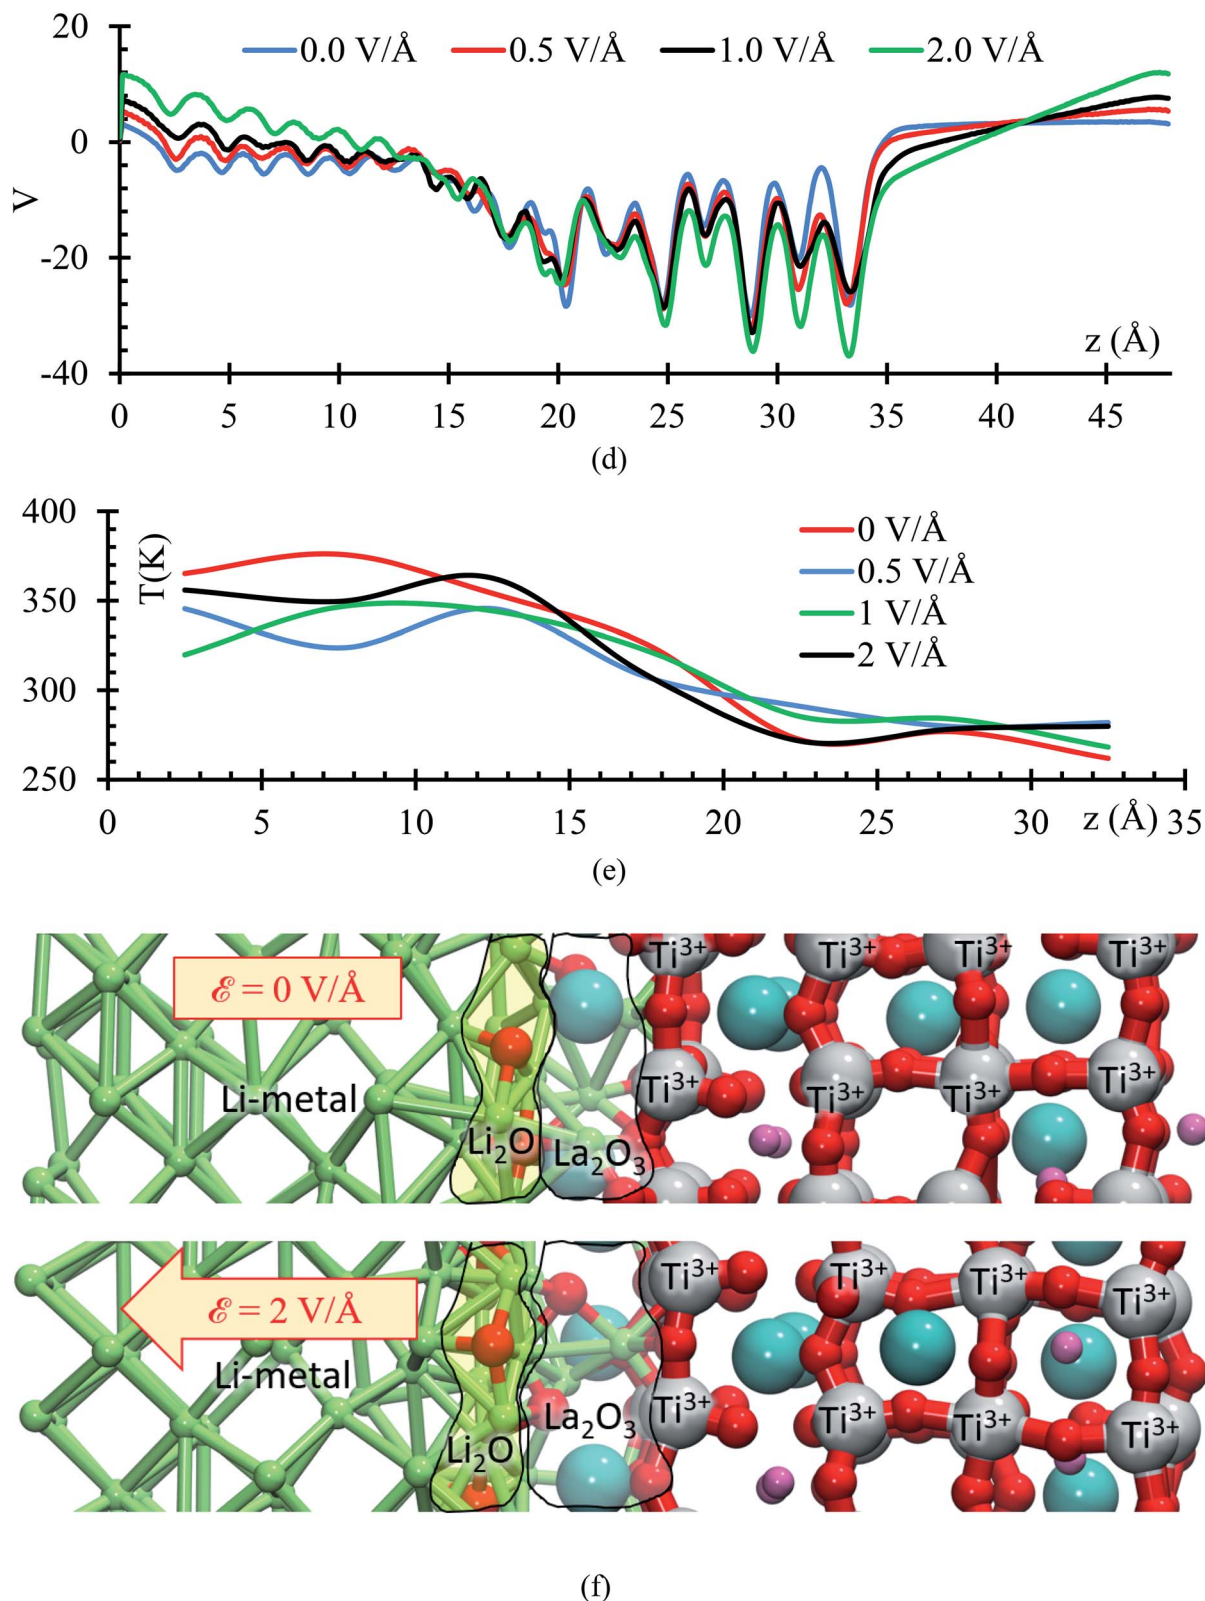 20
0.0 V/Å 0.5 V/Å 1.0 V/Å 2.0 V/Å
0
V
-20
z (Å)
-40
0 5 10 15 20 25 30 35 40 45
(d)
400
T(K)
0 V/Å
0.5 V/Å
1 V/Å
2 V/Å
350
300
250
0 5 10 15 20 25 30 z (Å) 35
(e)
Ti³⁺ Ti³⁺ Ti³⁺ Ti³⁺
ℰ = 0 V/Å
Li-metal Ti³⁺ Ti³⁺ Ti³⁺ Ti³⁺
Li₂O La₂O₃
Ti³⁺ Ti³⁺ Ti³⁺ Ti³⁺
ℰ = 2 V/Å
Li-metal
La₂O₃ Ti³⁺ Ti³⁺ Ti³⁺ Ti³⁺
Li₂O
(f)